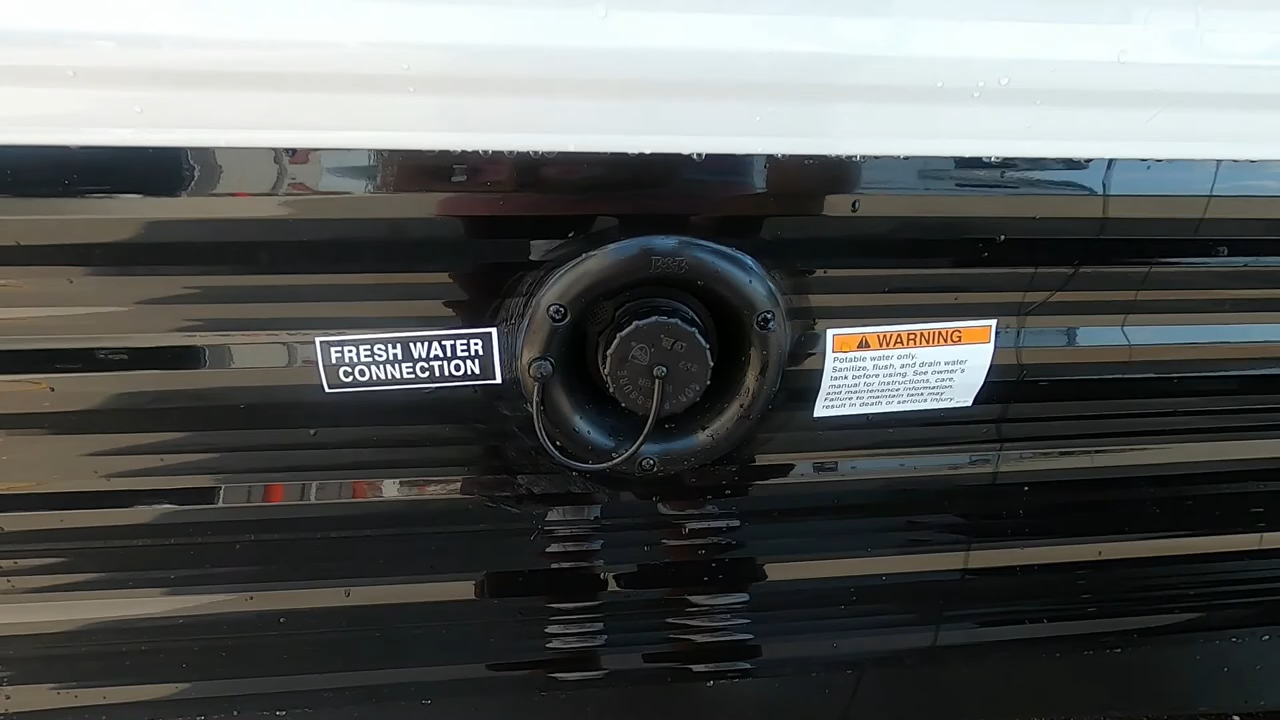 B&B
FRESH WATER
CONNECTION
WARNING
Potable water only.
Sanitize, flush, and drain water
tank before using. See owner's
manual for instructions, care,
and maintenance information.
Failure to maintain tank may
result in death or serious injury.